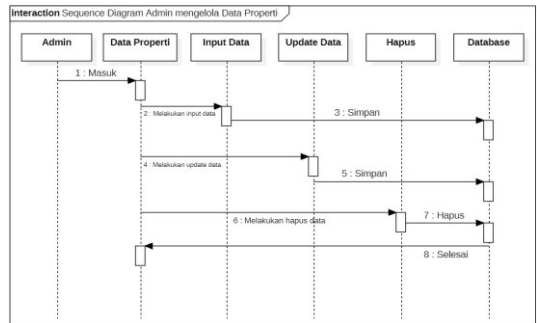 interaction Sequence Diagram Admin mengelola Data Properti
Admin
Data Properti
Input Data
Update Data
Hapus
Database
1 : Masuk
2 : Melakukan input data
3 : Simpan
4 : Melakukan update data
5 : Simpan
6 : Melakukan hapus data
7 : Hapus
8 : Selesai